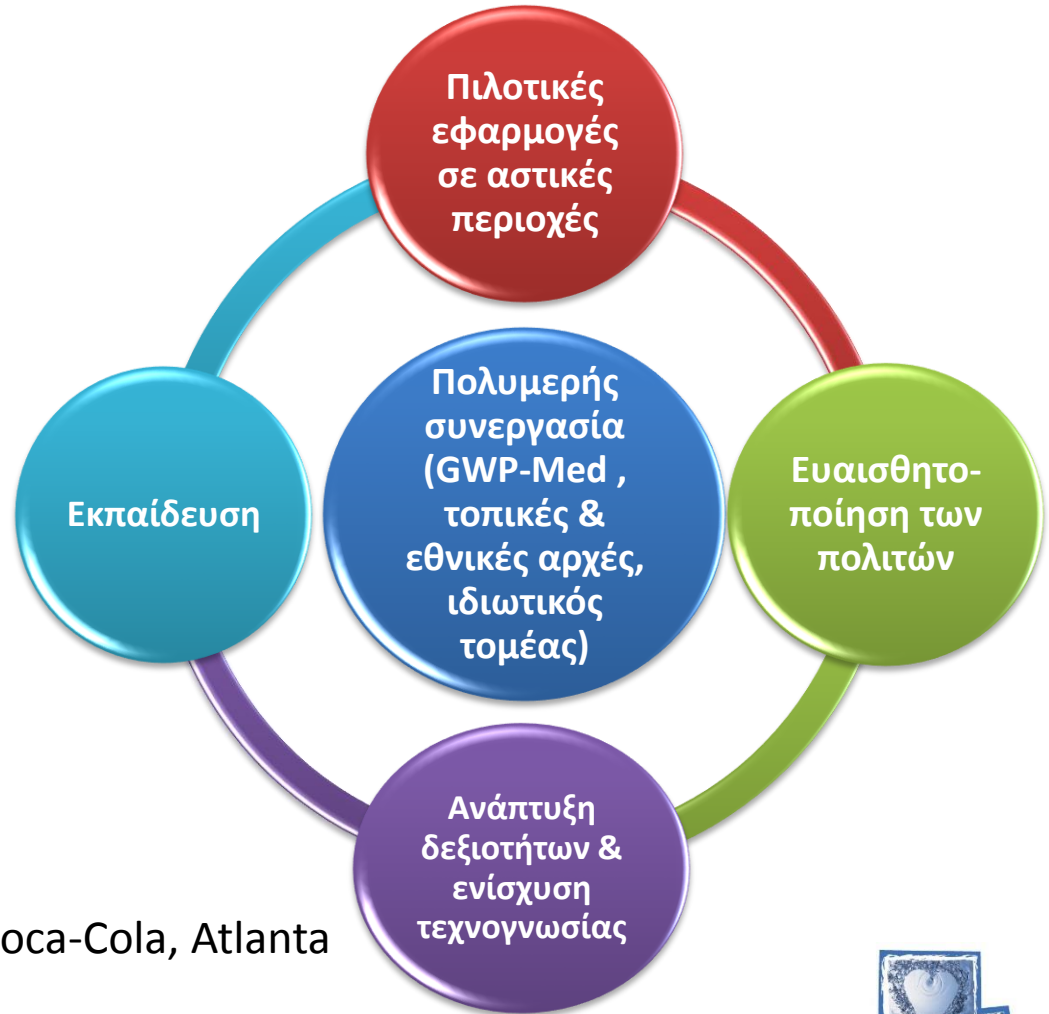 Πιλοτικές
εφαρμογές
σε αστικές
περιοχές
Εκπαίδευση
Πολυμερής
συνεργασία
(GWP-Med ,
τοπικές &
εθνικές αρχές,
ιδιωτικός
τομέας)
Ευαισθητο-
ποίηση των
πολιτών
Ανάπτυξη
δεξιοτήτων &
ενίσχυση
τεχνογνωσίας
oca-Cola, Atlanta